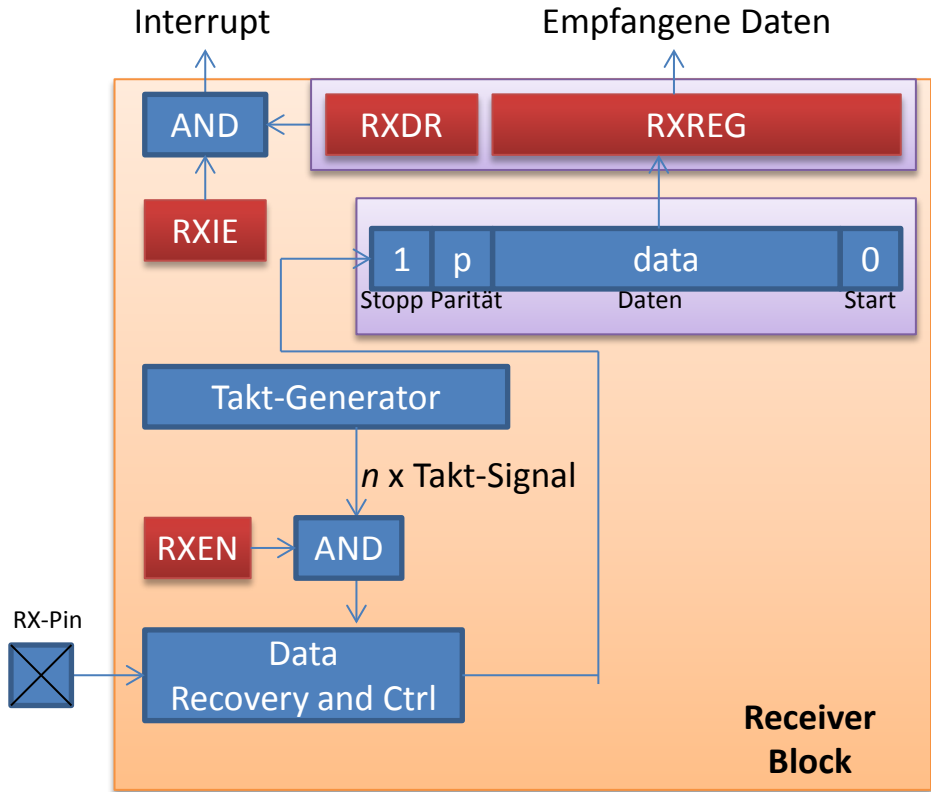 Interrupt
Empfangene Daten
AND
RXDR
RXREG
RXIE
1
p
data
0
Stopp
Parität
Daten
Start
Takt-Generator
n x Takt-Signal
RXEN
AND
RX-Pin
Data
Recovery and Ctrl
Receiver
Block